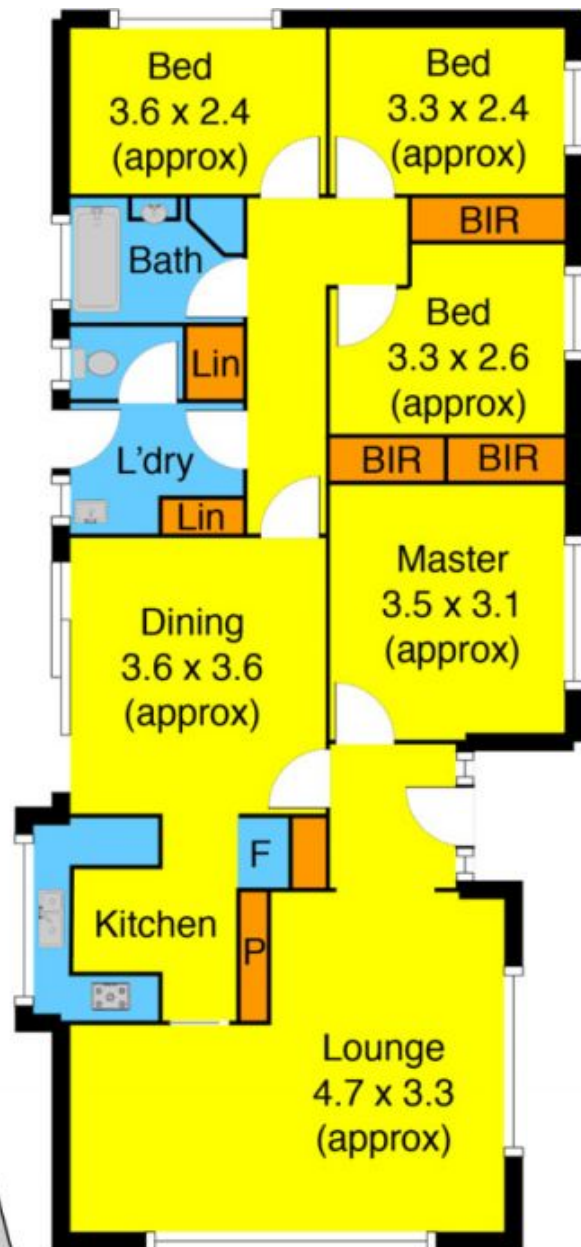 Bed
3.6 x 2.4
(approx)
Bed
3.3 x 2.4
(approx)
BIR
Bath
Bed
3.3 x 2.6
(approx)
Lin
L'dry
BIR
BIR
Lin
Master
3.5 x 3.1
(approx)
Dining
3.6 x 3.6
(approx)
F
Kitchen
P
Lounge
4.7 x 3.3
(approx)